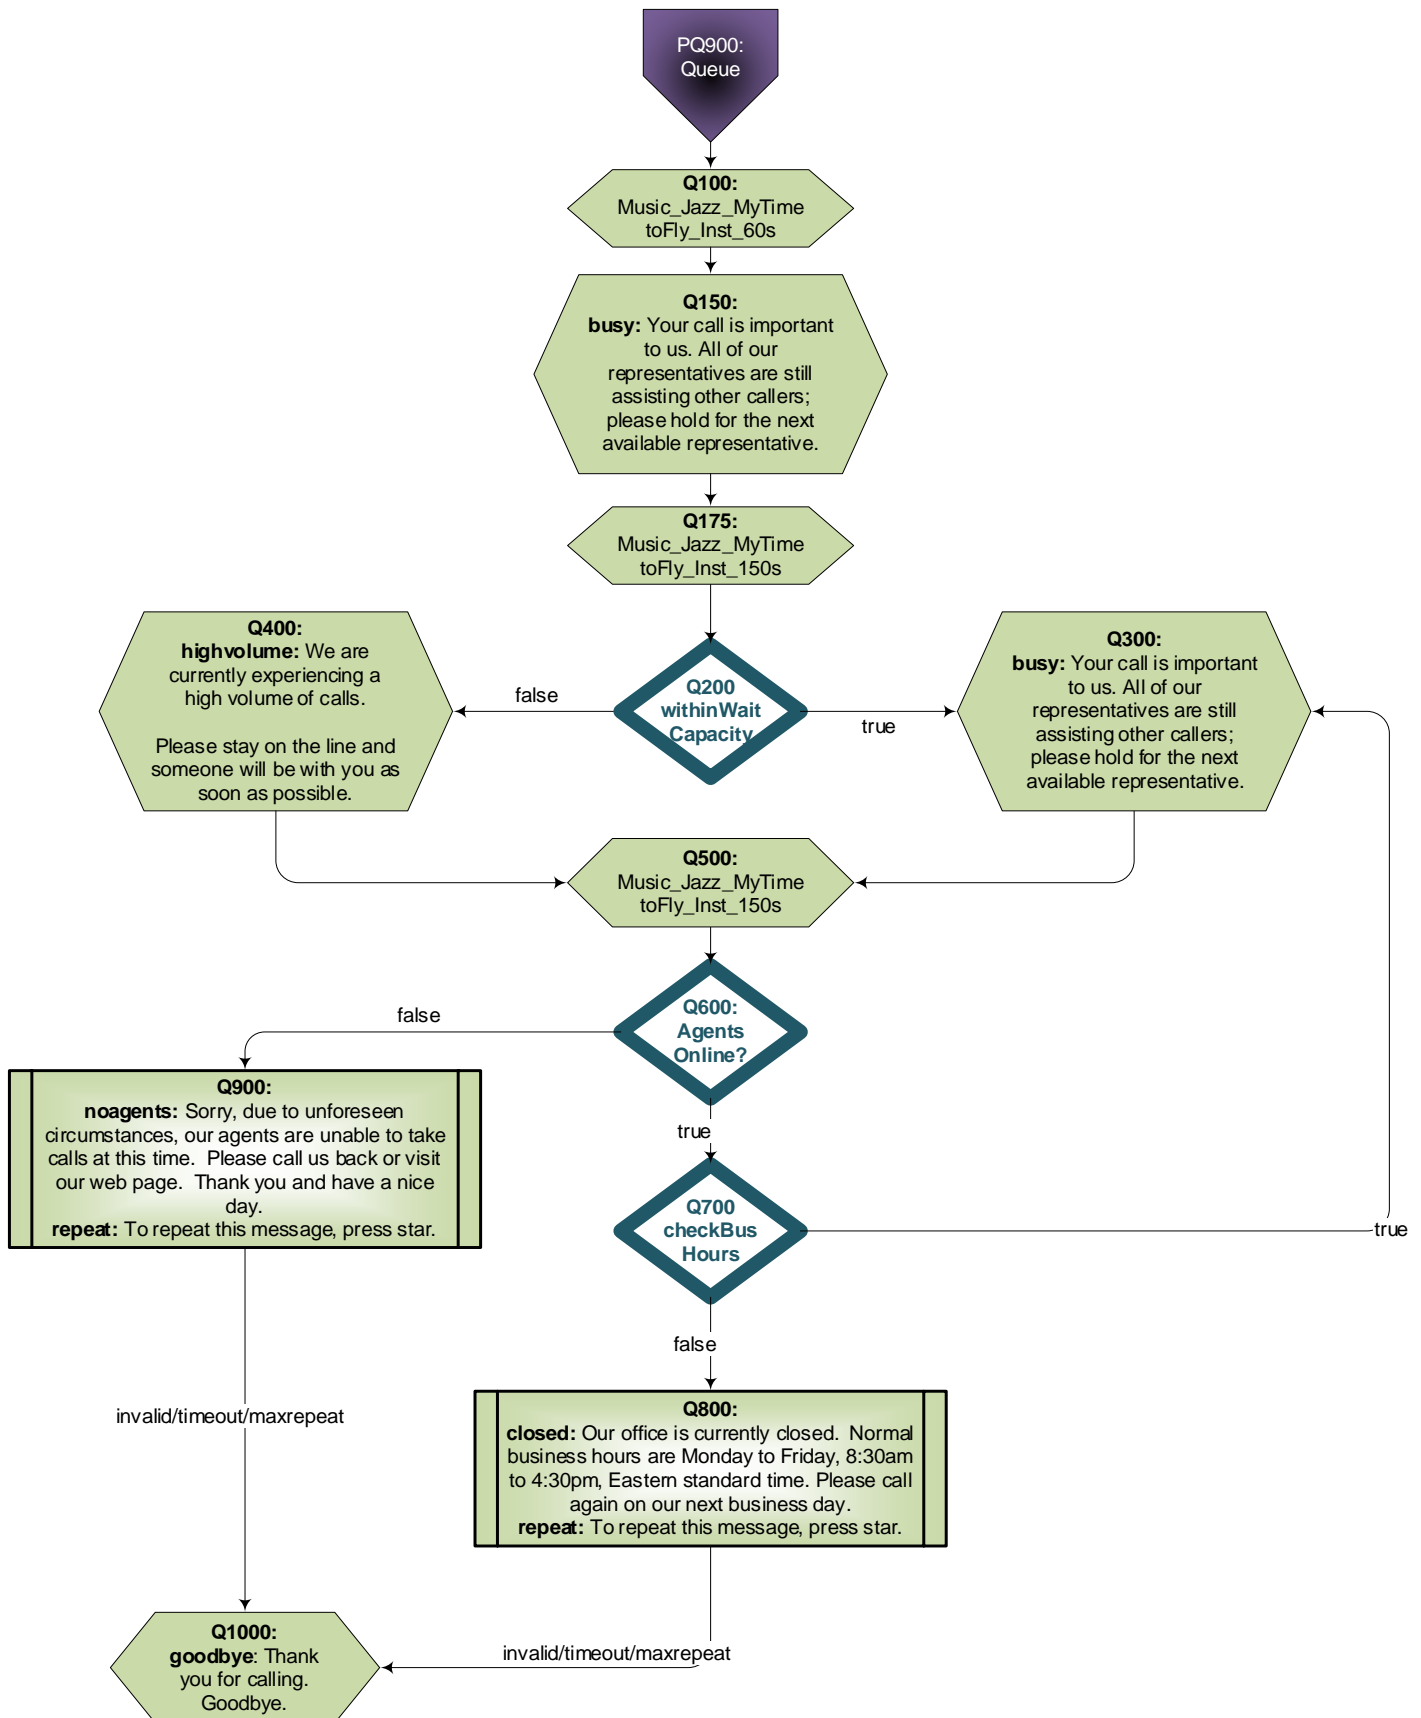 PQ900:
Queue
Q100:
Music_Jazz_MyTime
toFly_Inst_60s
Q150:
busy: Your call is important
to us. All of our
representatives are still
assisting other callers;
please hold for the next
available representative.
Q175:
Music_Jazz_MyTime
toFly_Inst_150s
Q400:
highvolume: We are
currently experiencing a
high volume of calls.
Please stay on the line and
someone will be with you as
soon as possible.
false
Q200
withinWait
Capacity
true
Q300:
busy: Your call is important
to us. All of our
representatives are still
assisting other callers;
please hold for the next
available representative.
Q500:
Music_Jazz_MyTime
toFly_Inst_150s
false
Q600:
Agents
Online?
Q900:
noagents: Sorry, due to unforeseen
circumstances, our agents are unable to take
calls at this time.  Please call us back or visit
our web page.  Thank you and have a nice
day.
repeat: To repeat this message, press star.
true
Q700
checkBus
Hours
true
false
invalid/timeout/maxrepeat
Q800:
closed: Our office is currently closed.  Normal
business hours are Monday to Friday, 8:30am
to 4:30pm, Eastern standard time. Please call
again on our next business day.
repeat: To repeat this message, press star.
Q1000:
goodbye: Thank
you for calling.
Goodbye.
invalid/timeout/maxrepeat